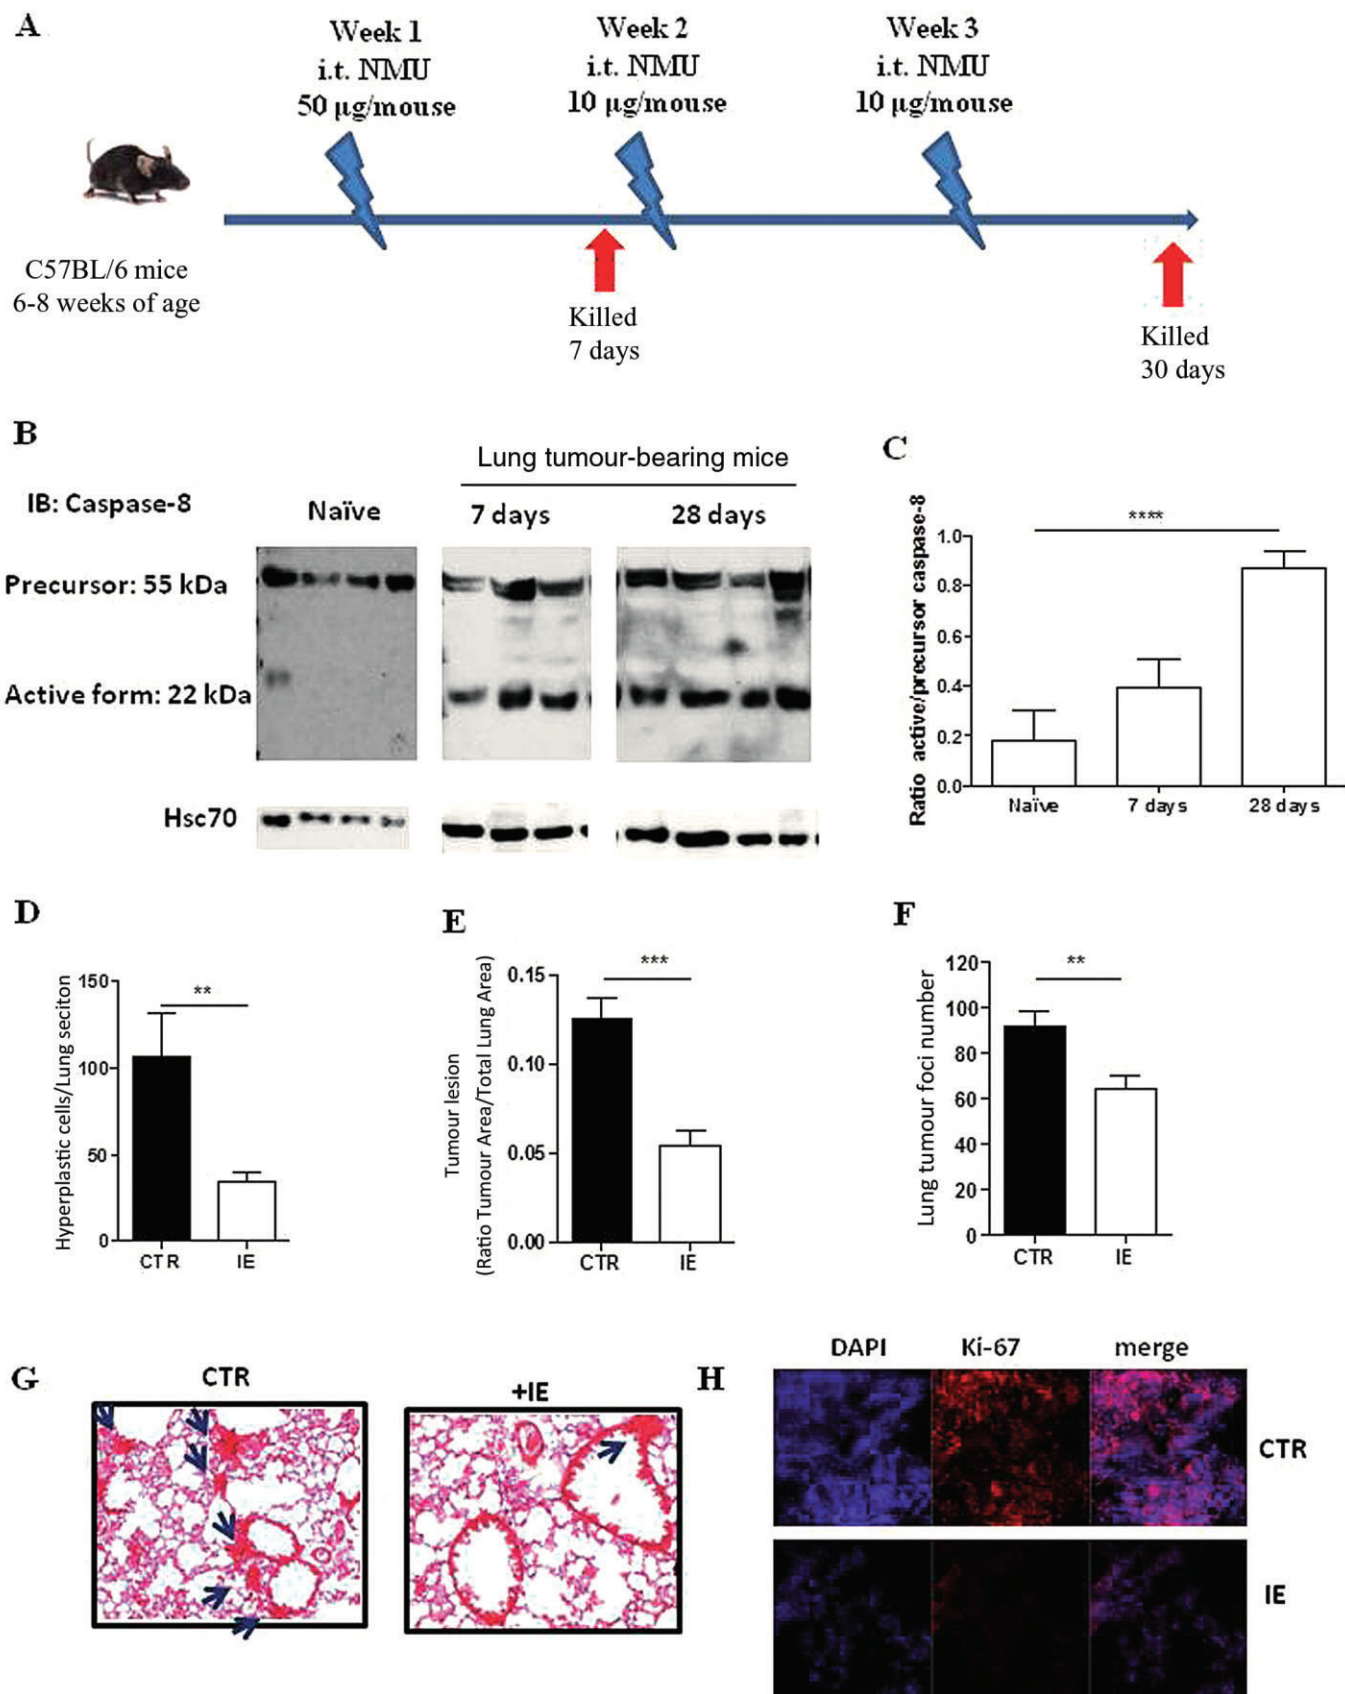 A
Week 1
i.t. NMU
50 µg/mouse
Week 2
i.t. NMU
10 µg/mouse
Week 3
i.t. NMU
10 µg/mouse
C57BL/6 mice
6-8 weeks of age
Killed
7 days
Killed
30 days
B
Lung tumour-bearing mice
IB: Caspase-8
Naïve
7 days
28 days
Precursor: 55 kDa
Active form: 22 kDa
Hsc70
C
Ratio active/precursor caspase-8
****
1.0
0.8
0.6
0.4
0.2
0.0
Naïve
7 days
28 days
D
Hyperplastic cells/Lung seciton
**
150
100
50
0
CTR
IE
E
Tumour lesion
(Ratio Tumour Area/Total Lung Area)
***
0.15
0.10
0.05
0.00
CTR
IE
F
Lung tumour foci number
**
120
100
80
60
40
20
0
CTR
IE
G
CTR
+IE
H
DAPI
Ki-67
merge
CTR
IE